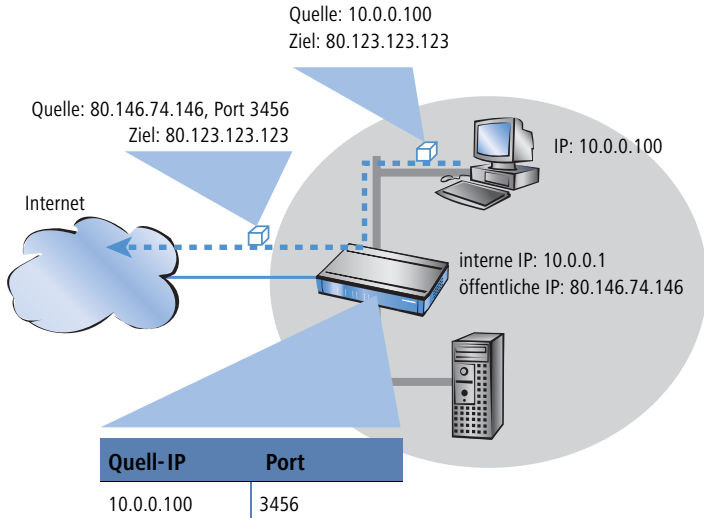 Quelle: 10.0.0.100
Ziel: 80.123.123.123
Quelle: 80.146.74.146, Port 3456
Ziel: 80.123.123.123
IP: 10.0.0.100
Internet
interne IP: 10.0.0.1
öffentliche IP: 80.146.74.146
Quell-IP Port
10.0.0.100 3456